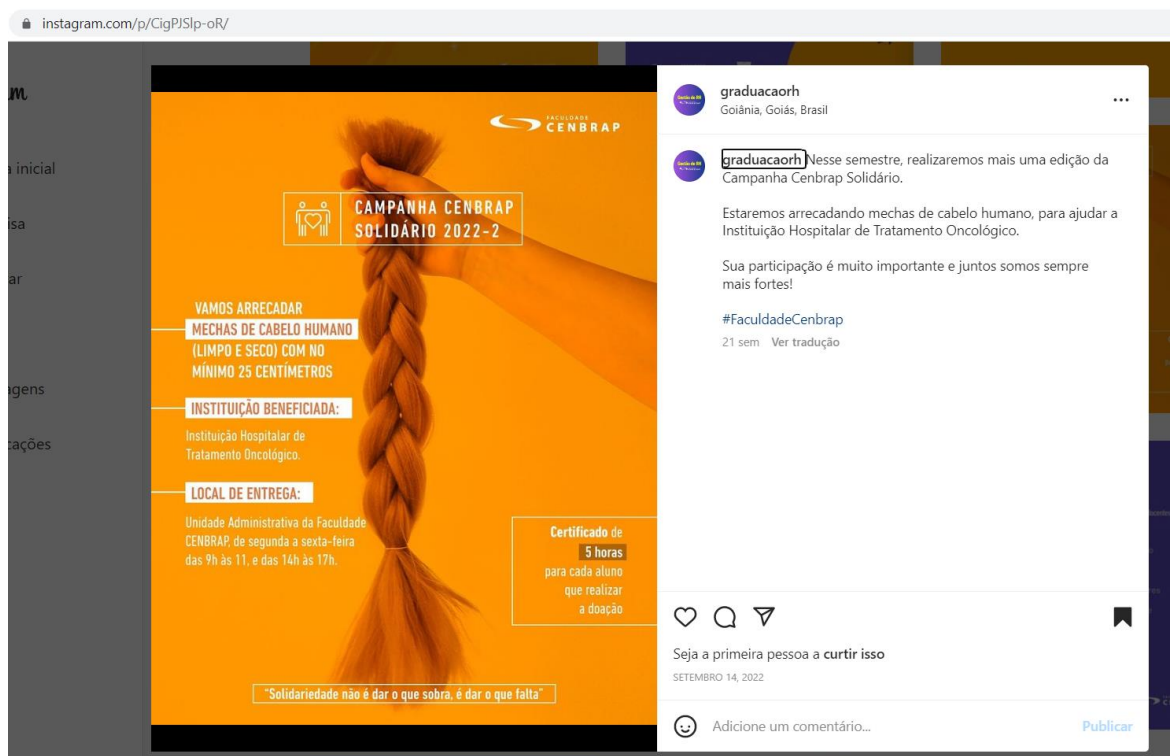 instagram.com/p/CigPJSlp-oR/
m
a inicial
isa
ar
agens
tações
FACULDADE
CENBRAP
CAMPANHA CENBRAP
SOLIDÁRIO 2022-2
VAMOS ARRECADAR
MECHAS DE CABELO HUMANO
(LIMPO E SECO) COM NO
MÍNIMO 25 CENTÍMETROS
INSTITUIÇÃO BENEFICIADA:
Instituição Hospitalar de
Tratamento Oncológico.
LOCAL DE ENTREGA:
Unidade Administrativa da Faculdade
CENBRAP, de segunda a sexta-feira
das 9h às 11, e das 14h às 17h.
Certificado de
5 horas
para cada aluno
que realizar
a doação
"Solidariedade não é dar o que sobra, é dar o que falta"
graduacaorh
Goiânia, Goiás, Brasil
graduacaorh Nesse semestre, realizaremos mais uma edição da
Campanha Cenbrap Solidário.
Estaremos arrecadando mechas de cabelo humano, para ajudar a
Instituição Hospitalar de Tratamento Oncológico.
Sua participação é muito importante e juntos somos sempre
mais fortes!
#FaculdadeCenbrap
21 sem Ver tradução
Seja a primeira pessoa a curtir isso
SETEMBRO 14, 2022
Adicione um comentário...
Publicar